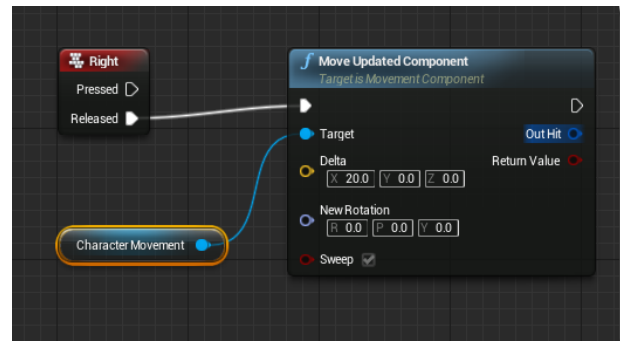 Right
Pressed
Released
Character Movement
f Move Updated Component
Target is Movement Component
Target
Out Hit
Delta
Return Value
X 20.0 Y 0.0 Z 0.0
New Rotation
R 0.0 P 0.0 Y 0.0
Sweep